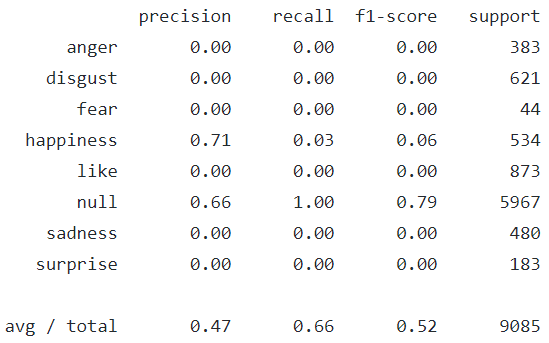 precision recall f1-score support
anger 0.00 0.00 0.00 383
disgust 0.00 0.00 0.00 621
fear 0.00 0.00 0.00 44
happiness 0.71 0.03 0.06 534
like 0.00 0.00 0.00 873
null 0.66 1.00 0.79 5967
sadness 0.00 0.00 0.00 480
surprise 0.00 0.00 0.00 183
avg / total 0.47 0.66 0.52 9085